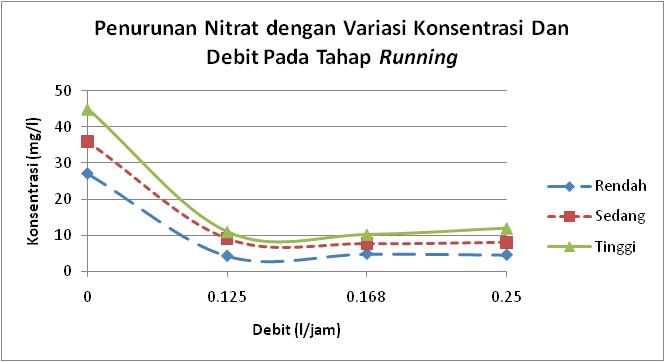 Penurunan Nitrat dengan Variasi Konsentrasi Dan
Debit Pada Tahap Running
Konsentrasi (mg/l)
50
40
30
20
10
0
0 0.125 0.168 0.25
Debit (l/jam)
Rendah
Sedang
Tinggi